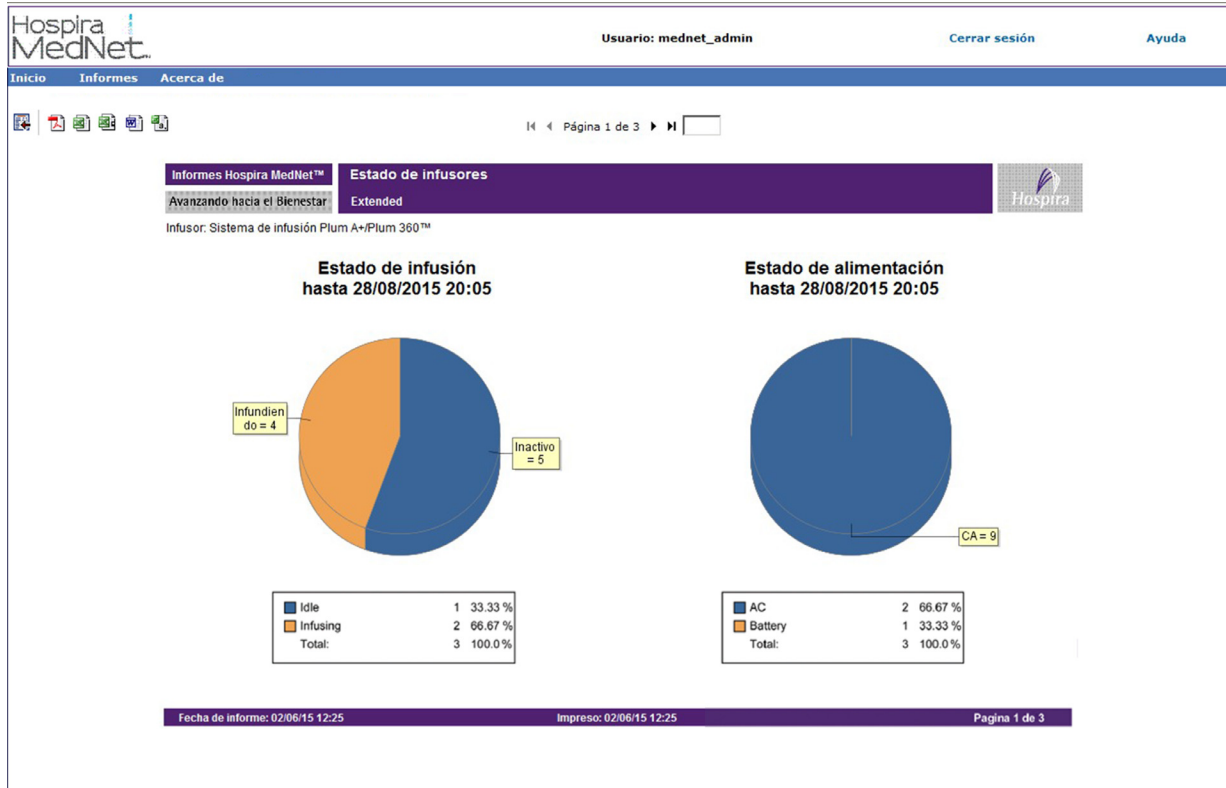 Hospira
MedNet™
Usuario: mednet_admin
Cerrar sesión
Ayuda
Inicio Informes Acerca de
Página 1 de 3
Informes Hospira MedNet™
Estado de infusores
Avanzando hacia el Bienestar
Extended
Hospira
Infusor: Sistema de infusión Plum A+/Plum 360™
Estado de infusión
hasta 28/08/2015 20:05
Infundien
do = 4
Inactivo
= 5
Idle 1 33.33 %
Infusing 2 66.67 %
Total: 3 100.0 %
Estado de alimentación
hasta 28/08/2015 20:05
CA = 9
AC 2 66.67 %
Battery 1 33.33 %
Total: 3 100.0 %
Fecha de informe: 02/06/15 12:25
Impreso: 02/06/15 12:25
Pagina 1 de 3